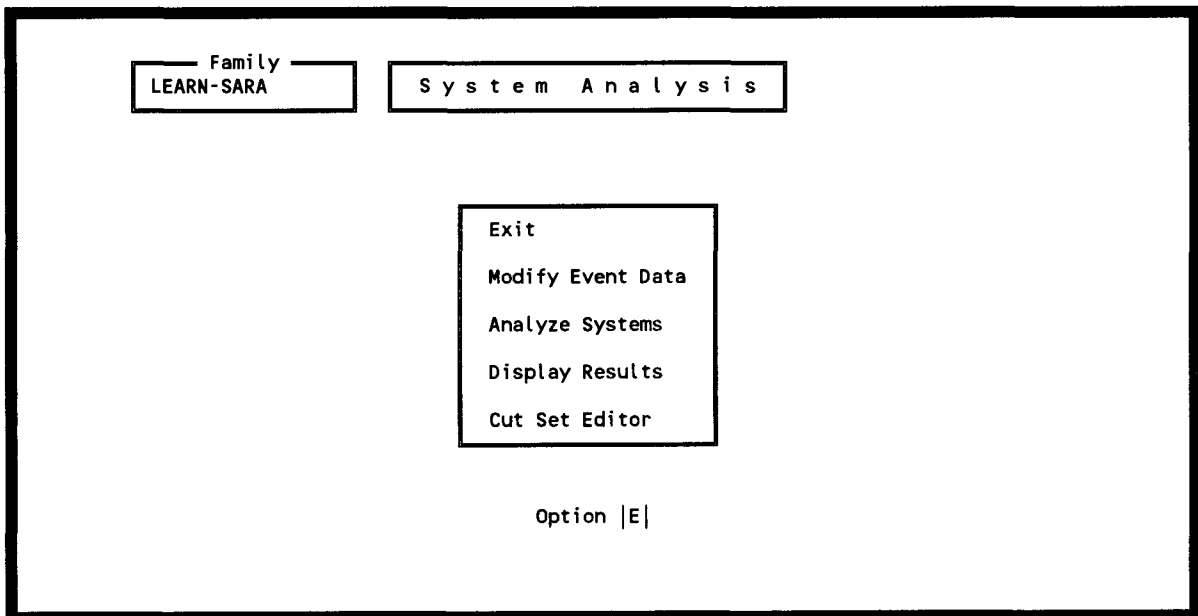 Family
LEARN-SARA
System Analysis
Exit
Modify Event Data
Analyze Systems
Display Results
Cut Set Editor
Option |E|